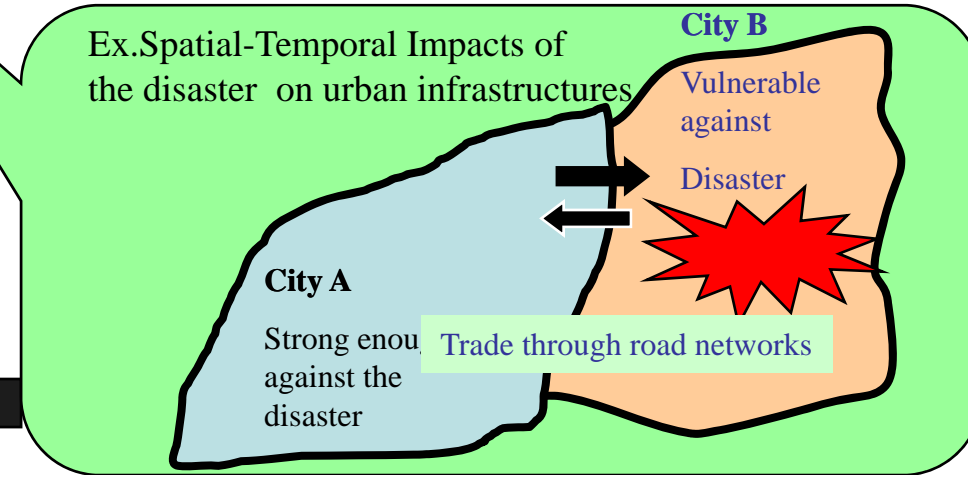 Ex.Spatial-Temporal Impacts of
the disaster on urban infrastructures
City B
Vulnerable
against
Disaster
City A
Strong enou
against the
disaster
Trade through road networks